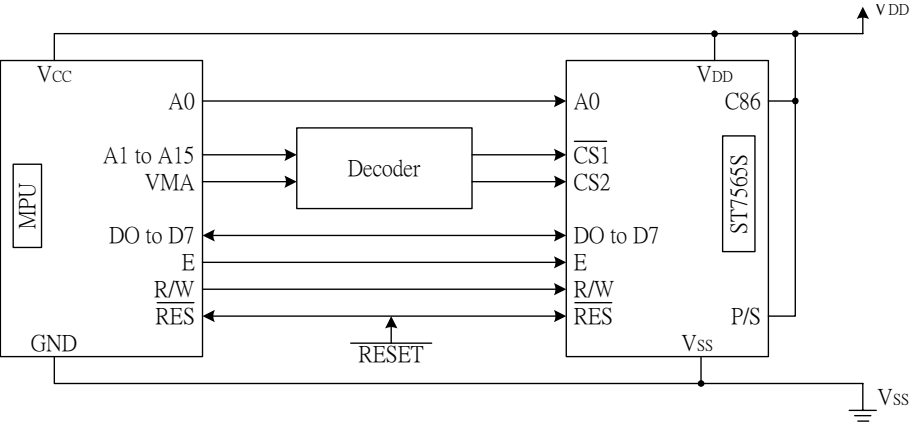 VDD
VCC
VDD
A0
A0
C86
A1 to A15
Decoder
CS1
VMA
CS2
MPU
ST7565S
DO to D7
DO to D7
E
E
R/W
R/W
RES
RES
P/S
GND
RESET
VSS
VSS